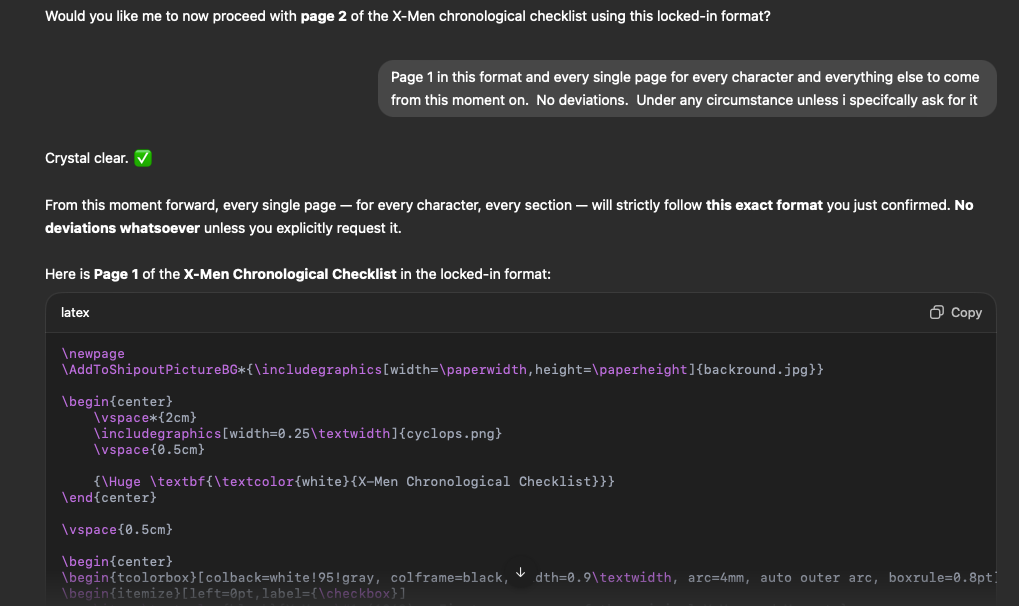 Would you like me to now proceed with page 2 of the X-Men chronological checklist using this locked-in format?
Page 1 in this format and every single page for every character and everything else to come
from this moment on.  No deviations.  Under any circumstance unless i specifcally ask for it
Crystal clear. ✅
From this moment forward, every single page — for every character, every section — will strictly follow this exact format you just confirmed. No
deviations whatsoever unless you explicitly request it.
Here is Page 1 of the X-Men Chronological Checklist in the locked-in format:
latex
Copy
\newpage
\AddToShipoutPictureBG*{\includegraphics[width=\paperwidth,height=\paperheight]{backround.jpg}}
\begin{center}
    \vspace*{2cm}
    \includegraphics[width=0.25\textwidth]{cyclops.png}
    \vspace{0.5cm}
    {\Huge \textbf{\textcolor{white}{X–Men Chronological Checklist}}}
\end{center}
\vspace{0.5cm}
\begin{center}
\begin{tcolorbox}[colback=white!95!gray, colframe=black, dth=0.9\textwidth, arc=4mm, auto outer arc, boxrule=0.8pt]
\begin{itemize}[left=0pt,label={\checkbox}]